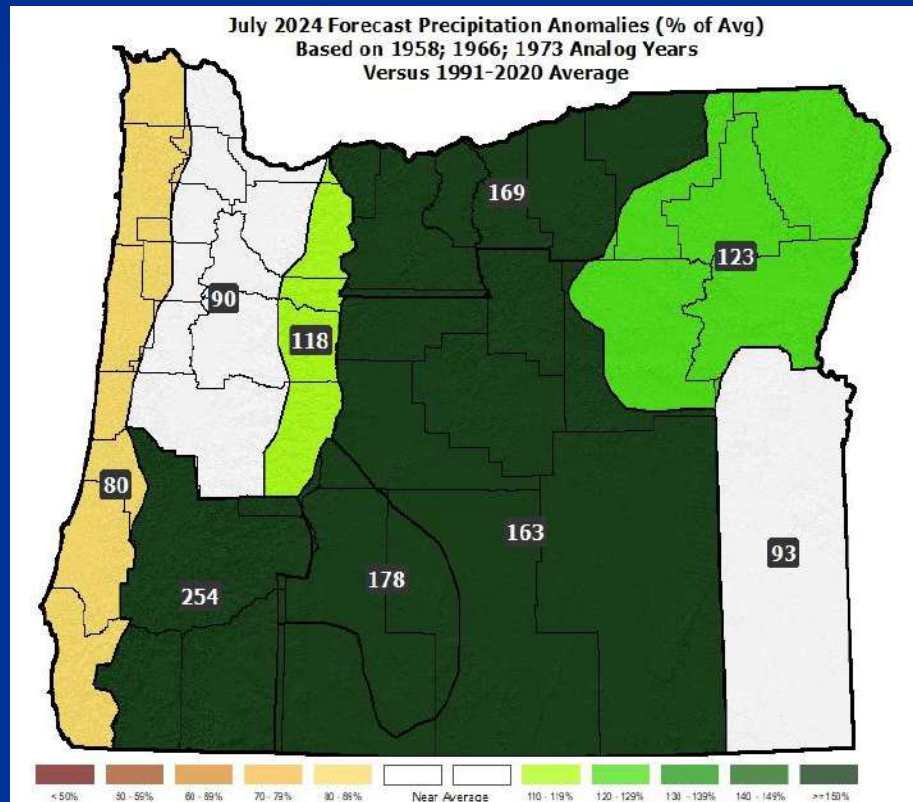 July 2024 Forecast Precipitation Anomalies (% of Avg)
Based on 1958; 1966; 1973 Analog Years
Versus 1991-2020 Average
169
123
90
118
80
163
93
178
254
< 50% 50 - 59% 60 - 69% 70 - 79% 80 - 89% Near Average 110 - 119% 120 - 129% 130 - 139% 140 - 149% >=150%